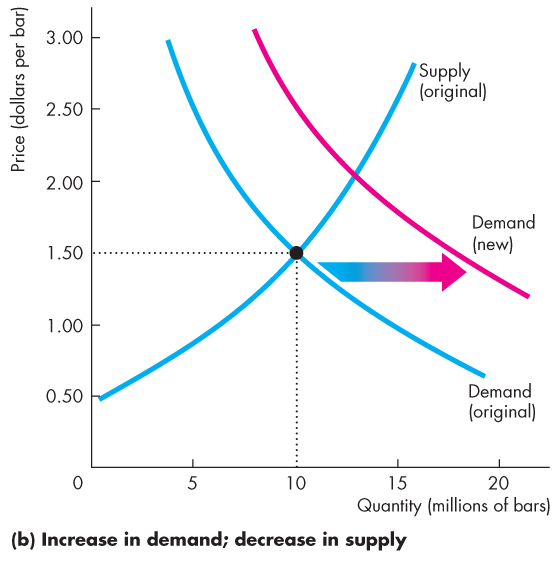 Price (dollars per bar)
3.00
2.50
2.00
1.50
1.00
0.50
Supply
(original)
Demand
(new)
Demand
(original)
0
5
10
15
20
Quantity (millions of bars)
(b) Increase in demand; decrease in supply